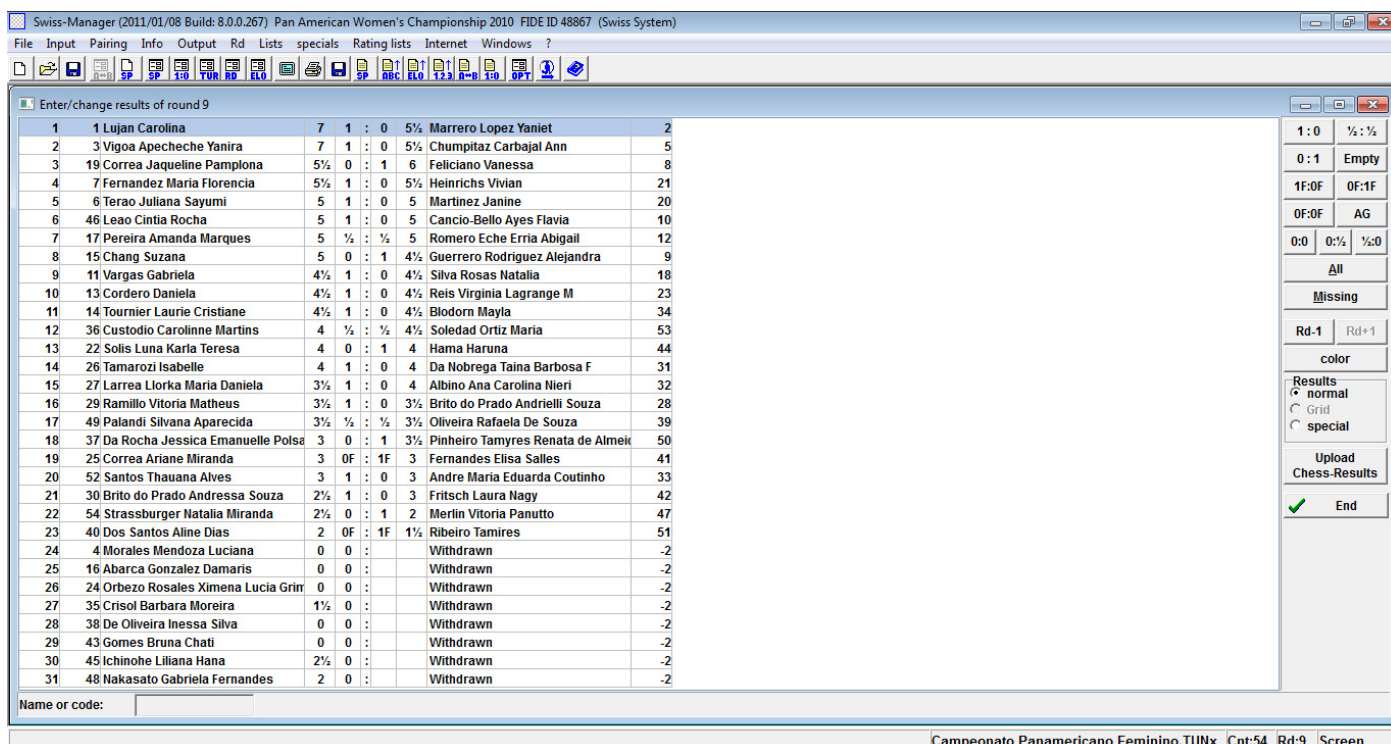 Swiss-Manager (2011/01/08 Build: 8.0.0.267) Pan American Women's Championship 2010 FIDE ID 48867 (Swiss System)
File Input Pairing Info Output Rd Lists specials Rating lists Internet Windows ?
A↔B SP SP 1:0 TUR RD ELO SP ABC ELO 1.2.3. A↔B 1:0 OPT
Enter/change results of round 9
1 1 Lujan Carolina 7 1 : 0 5½ Marrero Lopez Yaniet 2
2 3 Vigoa Apecheche Yanira 7 1 : 0 5½ Chumpitaz Carbajal Ann 5
3 19 Correa Jaqueline Pamplona 5½ 0 : 1 6 Feliciano Vanessa 8
4 7 Fernandez Maria Florencia 5½ 1 : 0 5½ Heinrichs Vivian 21
5 6 Terao Juliana Sayumi 5 1 : 0 5 Martinez Janine 20
6 46 Leao Cintia Rocha 5 1 : 0 5 Cancio-Bello Ayes Flavia 10
7 17 Pereira Amanda Marques 5 ½ : ½ 5 Romero Eche Erria Abigail 12
8 15 Chang Suzana 5 0 : 1 4½ Guerrero Rodriguez Alejandra 9
9 11 Vargas Gabriela 4½ 1 : 0 4½ Silva Rosas Natalia 18
10 13 Cordero Daniela 4½ 1 : 0 4½ Reis Virginia Lagrange M 23
11 14 Tournier Laurie Cristiane 4½ 1 : 0 4½ Blodorn Mayla 34
12 36 Custodio Carolinne Martins 4 ½ : ½ 4½ Soledad Ortiz Maria 53
13 22 Solis Luna Karla Teresa 4 0 : 1 4 Hama Haruna 44
14 26 Tamarozi Isabelle 4 1 : 0 4 Da Nobrega Taina Barbosa F 31
15 27 Larrea Llorka Maria Daniela 3½ 1 : 0 4 Albino Ana Carolina Nieri 32
16 29 Ramillo Vitoria Matheus 3½ 1 : 0 3½ Brito do Prado Andrielli Souza 28
17 49 Palandi Silvana Aparecida 3½ ½ : ½ 3½ Oliveira Rafaela De Souza 39
18 37 Da Rocha Jessica Emanuelle Polsa 3 0 : 1 3½ Pinheiro Tamyres Renata de Almeid 50
19 25 Correa Ariane Miranda 3 0F : 1F 3 Fernandes Elisa Salles 41
20 52 Santos Thauana Alves 3 1 : 0 3 Andre Maria Eduarda Coutinho 33
21 30 Brito do Prado Andressa Souza 2½ 1 : 0 3 Fritsch Laura Nagy 42
22 54 Strassburger Natalia Miranda 2½ 0 : 1 2 Merlin Vitoria Panutto 47
23 40 Dos Santos Aline Dias 2 0F : 1F 1½ Ribeiro Tamires 51
24 4 Morales Mendoza Luciana 0 0 : Withdrawn -2
25 16 Abarca Gonzalez Damaris 0 0 : Withdrawn -2
26 24 Orbezo Rosales Ximena Lucia Grim 0 0 : Withdrawn -2
27 35 Crisol Barbara Moreira 1½ 0 : Withdrawn -2
28 38 De Oliveira Inessa Silva 0 0 : Withdrawn -2
29 43 Gomes Bruna Chati 0 0 : Withdrawn -2
30 45 Ichinohe Liliana Hana 2½ 0 : Withdrawn -2
31 48 Nakasato Gabriela Fernandes 2 0 : Withdrawn -2
1:0 ½:½
0:1 Empty
1F:0F 0F:1F
0F:0F AG
0:0 0:½ ½:0
All
Missing
Rd-1 Rd+1
color
Results
normal
Grid
special
Upload
Chess-Results
End
Name or code:
Campeonato Panamericano Feminino.TUNx Cnt:54 Rd:9 Screen